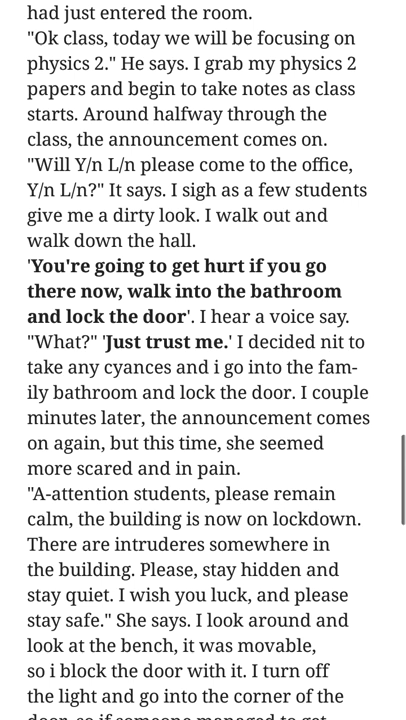 had just entered the room.
"Ok class, today we will be focusing on
physics 2." He says. I grab my physics 2
papers and begin to take notes as class
starts. Around halfway through the
class, the announcement comes on.
"Will Y/n L/n please come to the office,
Y/n L/n?" It says. I sigh as a few students
give me a dirty look. I walk out and
walk down the hall.
'You're going to get hurt if you go
there now, walk into the bathroom
and lock the door'. I hear a voice say.
"What?" 'Just trust me.' I decided nit to
take any cyances and i go into the fam-
ily bathroom and lock the door. I couple
minutes later, the announcement comes
on again, but this time, she seemed
more scared and in pain.
"A-attention students, please remain
calm, the building is now on lockdown.
There are intruderes somewhere in
the building. Please, stay hidden and
stay quiet. I wish you luck, and please
stay safe." She says. I look around and
look at the bench, it was movable,
so i block the door with it. I turn off
the light and go into the corner of the
door, so if someone managed to get